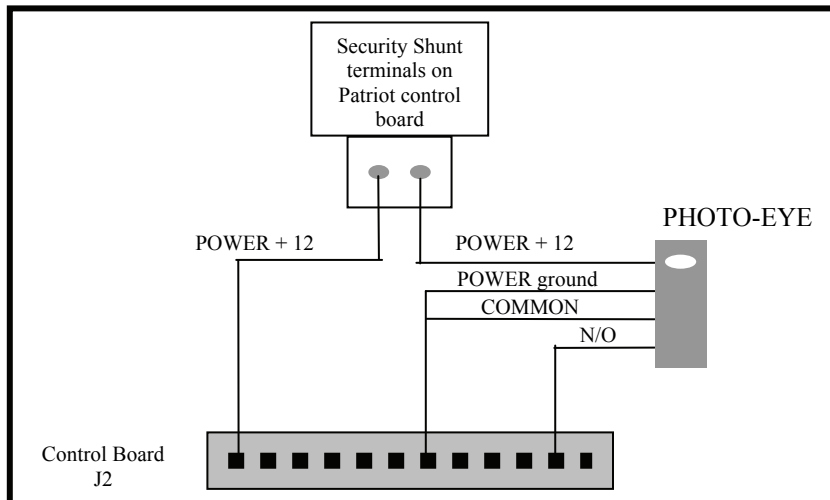 Security Shunt
terminals on
Patriot control
board
PHOTO-EYE
POWER + 12
POWER + 12
POWER ground
COMMON
N/O
Control Board
J2